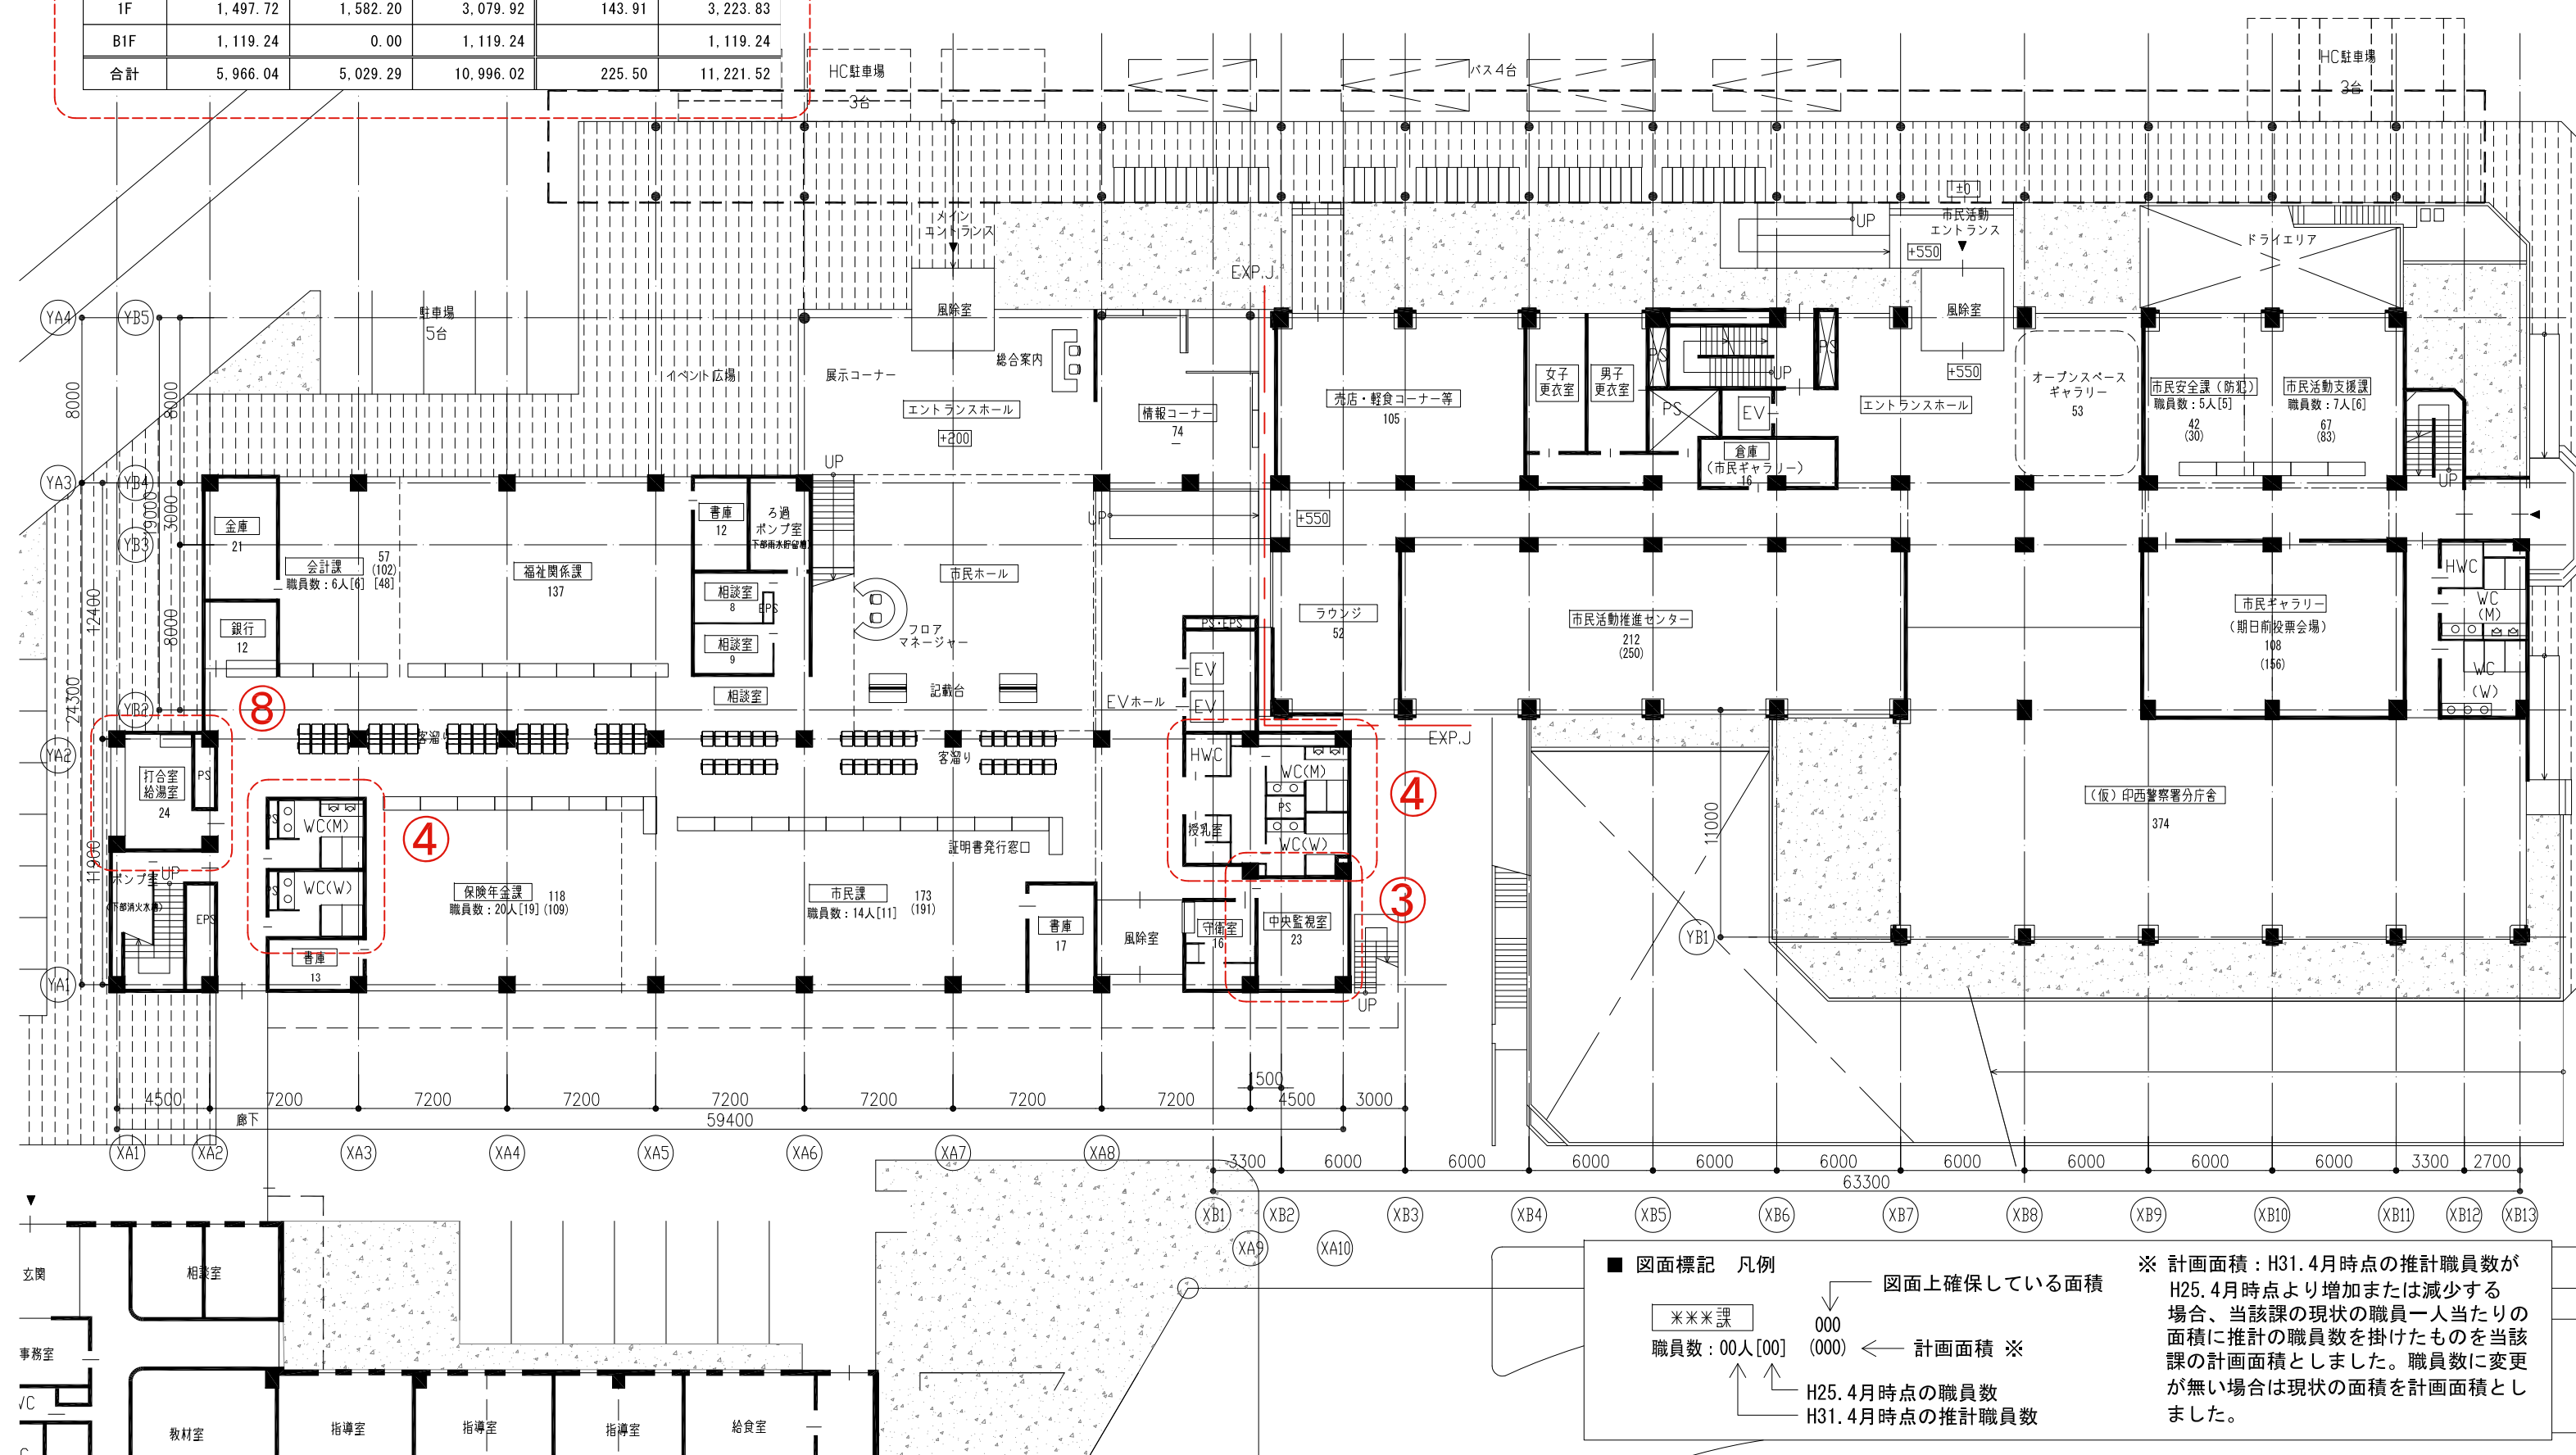 1F 1,497.72 1,582.20 3,079.92 143.91 3,223.83
B1F 1,119.24 0.00 1,119.24 1,119.24
合計 5,966.04 5,029.29 10,996.02 225.50 11,221.52
HC駐車場
3台
バス4台
HC駐車場
3台
メイン
エントランス
±0
市民活動
エントランス
UP
+550
ドライエリア
EXP.J
YA4
YB5
駐車場
5台
風除室
風除室
総合案内
イベント広場
展示コーナー
エントランスホール
+200
情報コーナー
74
売店・軽食コーナー等
105
女子
更衣室
男子
更衣室
PS
PS
UP
PS
EV
エントランスホール
+550
オープンスペース
ギャラリー
53
市民安全課(防犯)
職員数:5人[5]
42
(30)
市民活動支援課
職員数:7人[6]
67
(83)
倉庫
(市民ギャラリー)
16
8000
8000
YA3
YB4
UP
UP
19000
3000
YB3
金庫
21
会計課
57
(102)
職員数:6人[6] [48]
福祉関係課
137
書庫
12
ろ過
ポンプ室
(下部雨水貯留槽)
UP
+550
市民ホール
相談室
8
EPS
相談室
9
相談室
フロア
マネージャー
記載台
PS・EPS
EV
EV
EVホール
ラウンジ
52
市民活動推進センター
212
(250)
市民ギャラリー
(期日前投票会場)
108
(156)
HWC
WC
(M)
WC
(W)
12400
8000
銀行
12
24300
YB2
⑧
YA2
客溜り
客溜り
EXP.J
打合室
給湯室
24
PS
HWC
WC(M)
PS
授乳室
WC(W)
④
PS
WC(M)
PS
WC(W)
④
証明書発行窓口
11900
ポンプ室
(下部消火水槽)
UP
EPS
保険年金課
118
職員数:20人[19] (109)
市民課
173
職員数:14人[11]
(191)
書庫
17
風除室
守衛室
16
中央監視室
23
③
書庫
13
YA1
UP
11000
YB1
(仮)印西警察署分庁舎
374
1500
4500 7200 7200 7200 7200 7200 7200 7200 4500 3000
廊下
59400
XA1 XA2 XA3 XA4 XA5 XA6 XA7 XA8
3300 6000 6000 6000 6000 6000 6000 6000 6000 6000 3300 2700
63300
XB1 XB2 XB3 XB4 XB5 XB6 XB7 XB8 XB9 XB10 XB11 XB12 XB13
XA9 XA10
玄関
相談室
事務室
WC
教材室
指導室
指導室
指導室
給食室
■ 図面標記 凡例
図面上確保している面積
***課
000
職員数:00人[00] (000) 計画面積 ※
H25.4月時点の職員数
H31.4月時点の推計職員数
※ 計画面積:H31.4月時点の推計職員数が
H25.4月時点より増加または減少する
場合、当該課の現状の職員一人当たりの
面積に推計の職員数を掛けたものを当該
課の計画面積としました。職員数に変更
が無い場合は現状の面積を計画面積とし
ました。